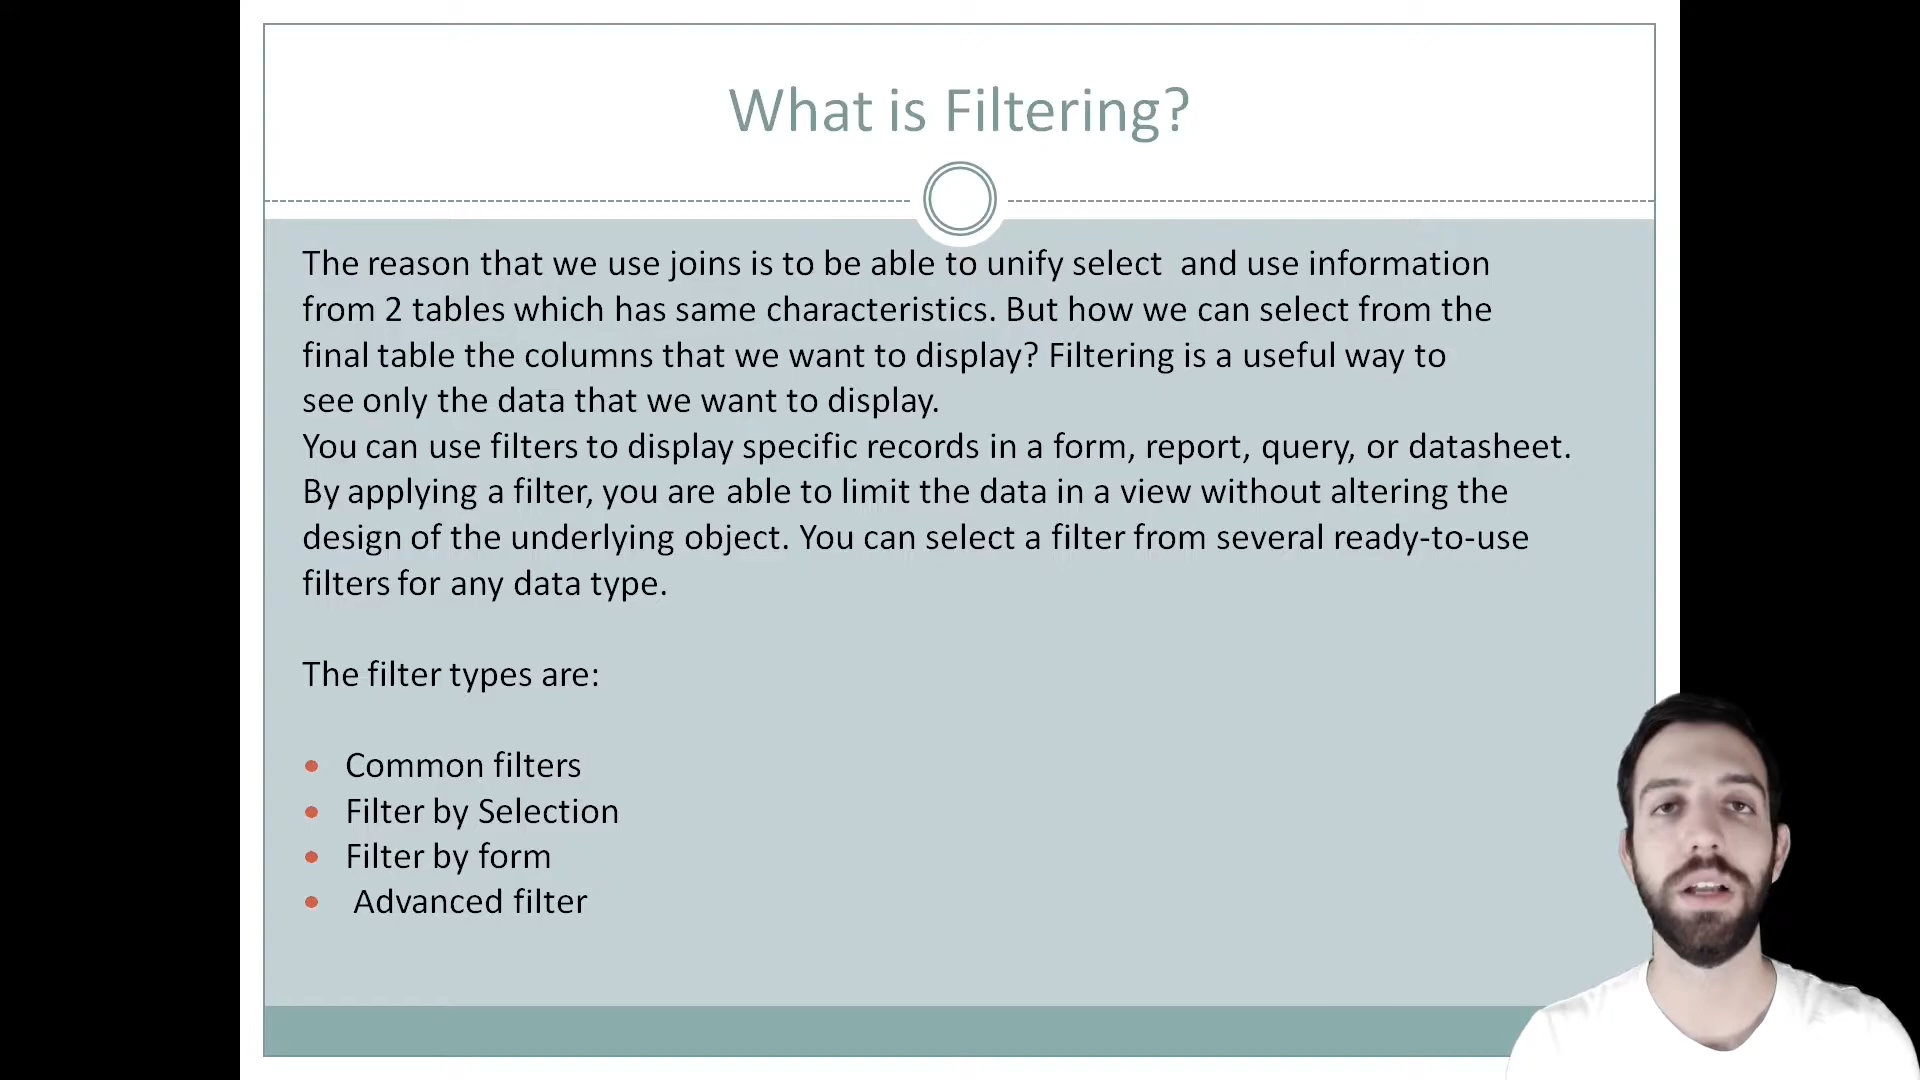 What is Filtering?
The reason that we use joins is to be able to unify select  and use information
from 2 tables which has same characteristics. But how we can select from the
final table the columns that we want to display? Filtering is a useful way to
see only the data that we want to display.
You can use filters to display specific records in a form, report, query, or datasheet.
By applying a filter, you are able to limit the data in a view without altering the
design of the underlying object. You can select a filter from several ready-to-use
filters for any data type.
The filter types are:
• Common filters
• Filter by Selection
• Filter by form
• Advanced filter